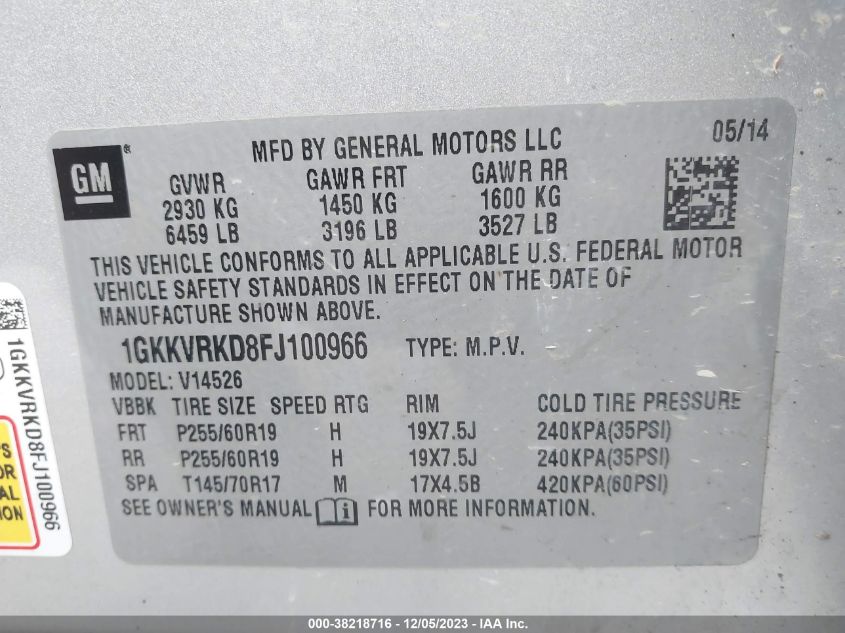 GM®
MFD BY GENERAL MOTORS LLC
05/14
GVWR GAWR FRT GAWR RR
2930 KG 1450 KG 1600 KG
6459 LB 3196 LB 3527 LB
THIS VEHICLE CONFORMS TO ALL APPLICABLE U.S. FEDERAL MOTOR
VEHICLE SAFETY STANDARDS IN EFFECT ON THE DATE OF
MANUFACTURE SHOWN ABOVE.
1GKKVRKD8FJ100966 TYPE: M.P.V.
MODEL: V14526
VBBK TIRE SIZE SPEED RTG RIM COLD TIRE PRESSURE
FRT P255/60R19 H 19X7.5J 240KPA(35PSI)
RR P255/60R19 H 19X7.5J 240KPA(35PSI)
SPA T145/70R17 M 17X4.5B 420KPA(60PSI)
SEE OWNER'S MANUAL i FOR MORE INFORMATION.
1GKKVRKD8FJ100966
000-38218716 - 12/05/2023 - IAA Inc.